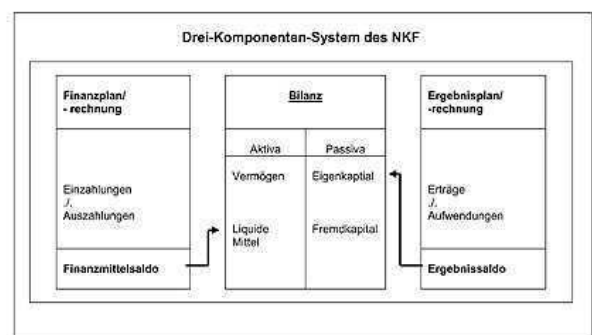 Drei-Komponenten-System des NKF
Finanzplan/
- rechnung
Einzahlungen
./.
Auszahlungen
Finanzmittelsaldo
Bilanz
Aktiva
Passiva
Vermögen
Eigenkaptial
Liquide
Mittel
Fremdkapital
Ergebnisplan/
-rechnung
Erträge
./.
Aufwendungen
Ergebnissaldo